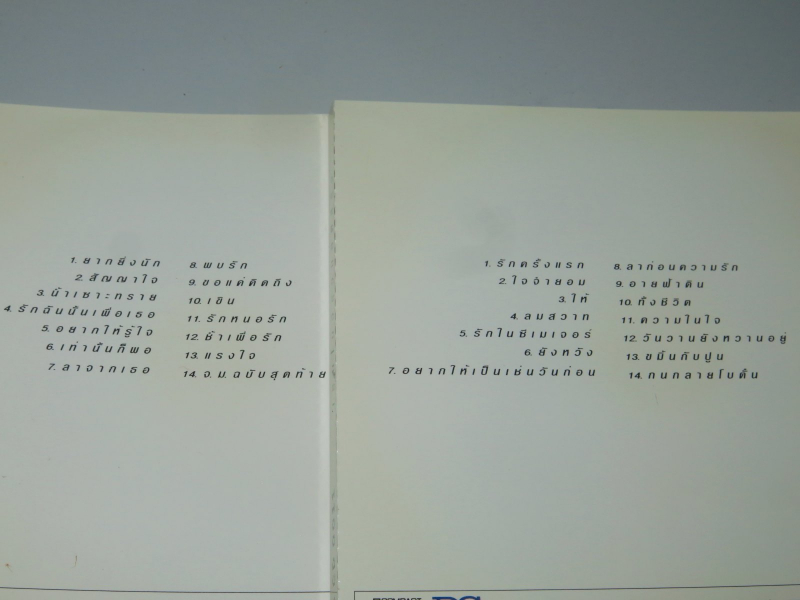 1. ยากยิ่งนัก
2. สัญญาใจ
3. น้ำเซาะทราย
4. รักฉันนั้นเพื่อเธอ
5. อยากให้รู้ใจ
6. เท่านั้นก็พอ
7. ลาจากเธอ
8. พบรัก
9. ขอแค่คิดถึง
10. เขิน
11. รักหนอรัก
12. ช้ำเพื่อรัก
13. แรงใจ
14. จ.ม.ฉบับสุดท้าย
1. รักครั้งแรก
2. ใจจำยอม
3. ให้
4. ลมสวาท
5. รักในซีเมเจอร์
6. ยังหวัง
7. อยากให้เป็นเช่นวันก่อน
8. ลาก่อนความรัก
9. อายฟ้าดิน
10. ทั้งชีวิต
11. ความในใจ
12. วันวานยังหวานอยู่
13. ขมิ้นกับปูน
14. คนกลายโบตั๋น